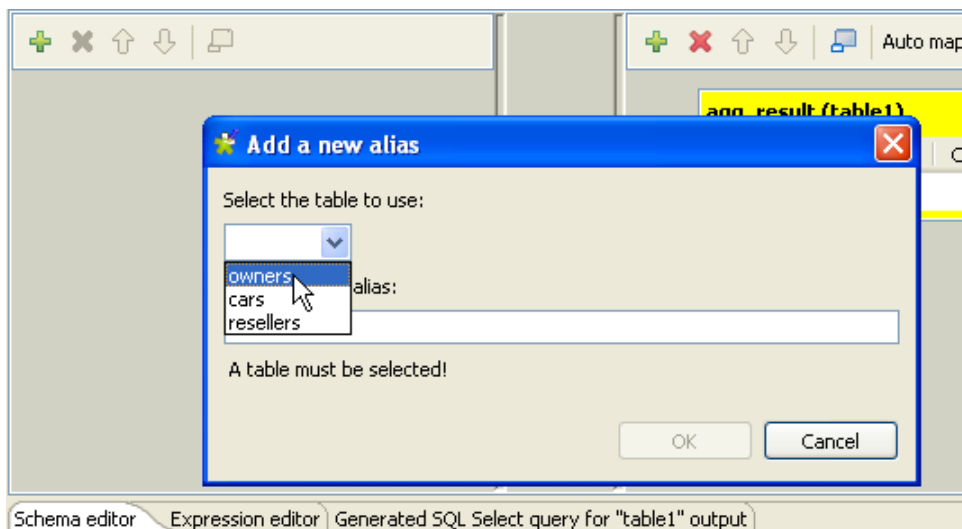 Auto map
agg_result (table1)
Add a new alias
Select the table to use:
owners
cars
resellers
alias:
A table must be selected!
OK
Cancel
Schema editor
Expression editor
Generated SQL Select query for "table1" output